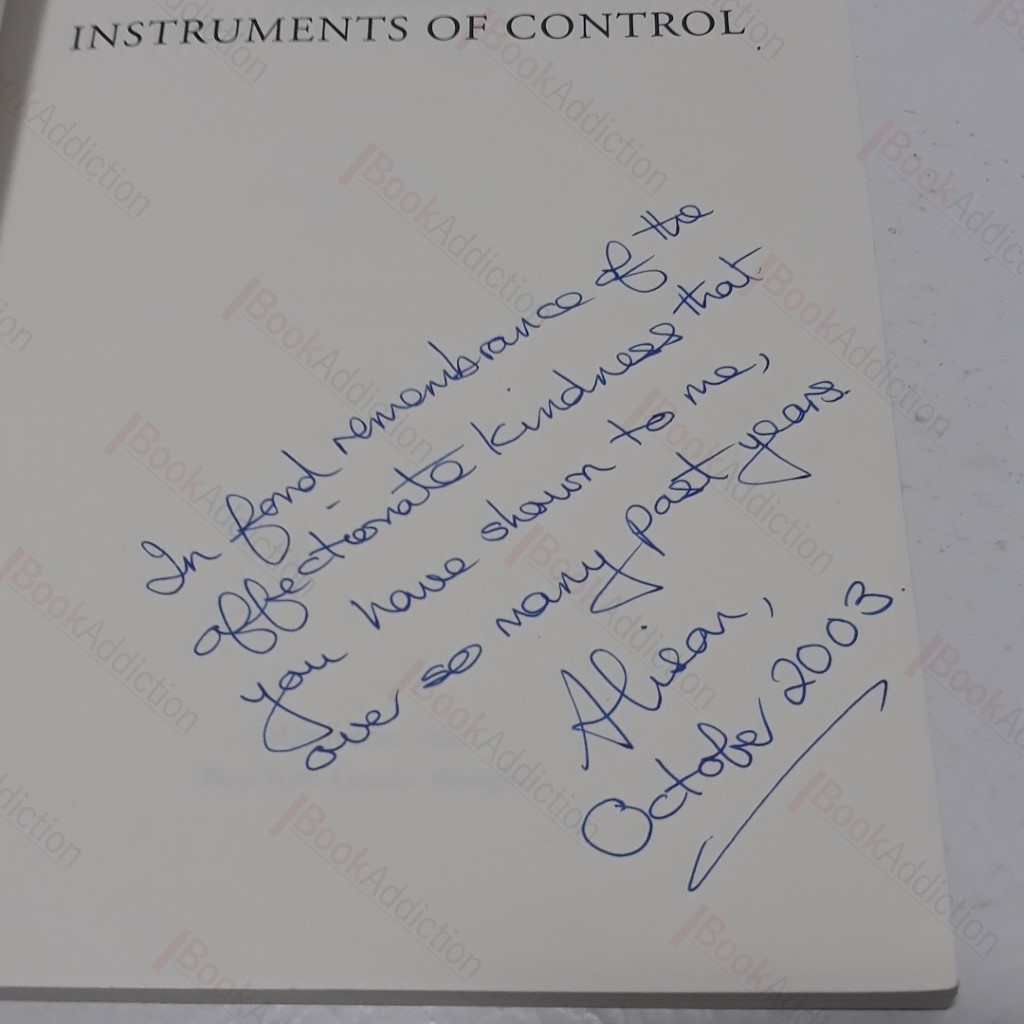 INSTRUMENTS OF CONTROL
In fond remembrance of the
affectionate kindness that
you have shown to me,
over so many past years.
Alison,
October 2003.
BookAddiction